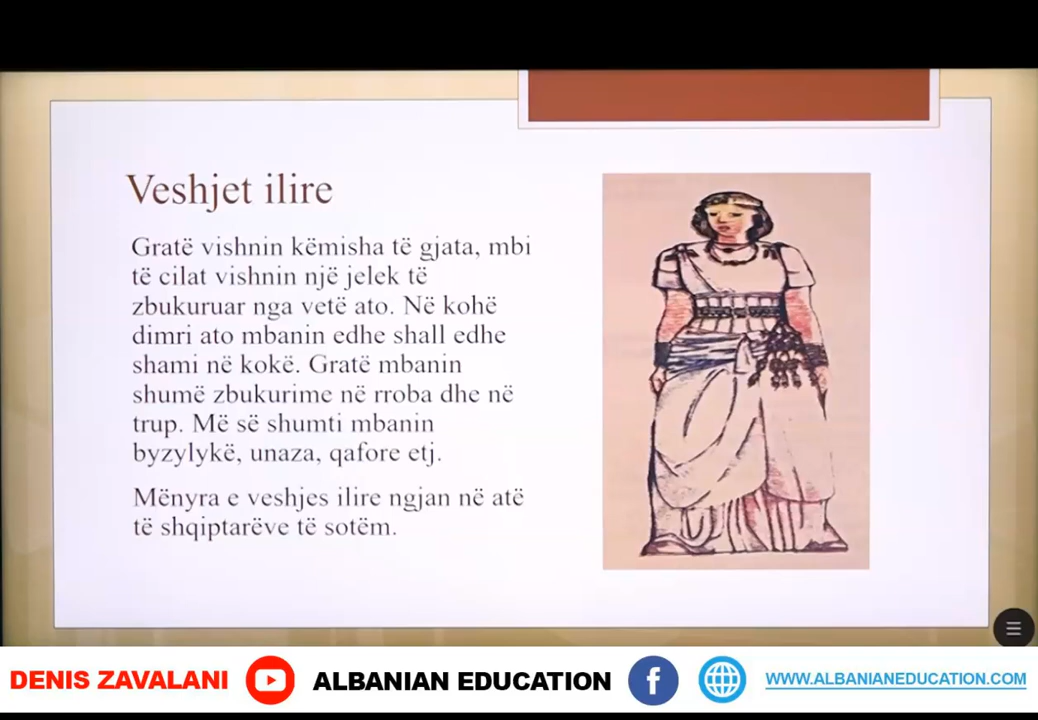 Veshjet ilire
Gratë vishnin këmisha të gjata, mbi
të cilat vishnin një jelek të
zbukuruar nga vetë ato. Në kohë
dimri ato mbanin edhe shall edhe
shami në kokë. Gratë mbanin
shumë zbukurime në rroba dhe në
trup. Më së shumti mbanin
byzylykë, unaza, qafore etj.
Mënyra e veshjes ilire ngjan në atë
të shqiptarëve të sotëm.
DENIS ZAVALANI
ALBANIAN EDUCATION
WWW.ALBANIANEDUCATION.COM